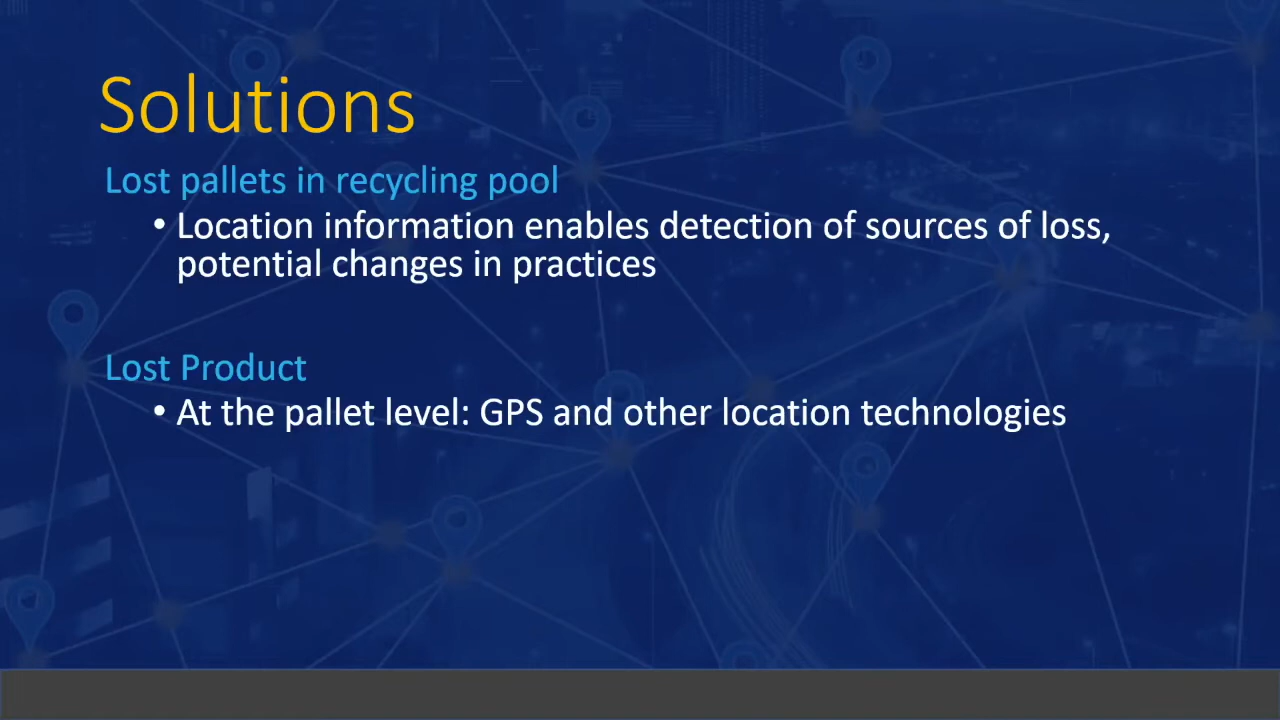 Solutions
Lost pallets in recycling pool
• Location information enables detection of sources of loss,
potential changes in practices
Lost Product
• At the pallet level: GPS and other location technologies